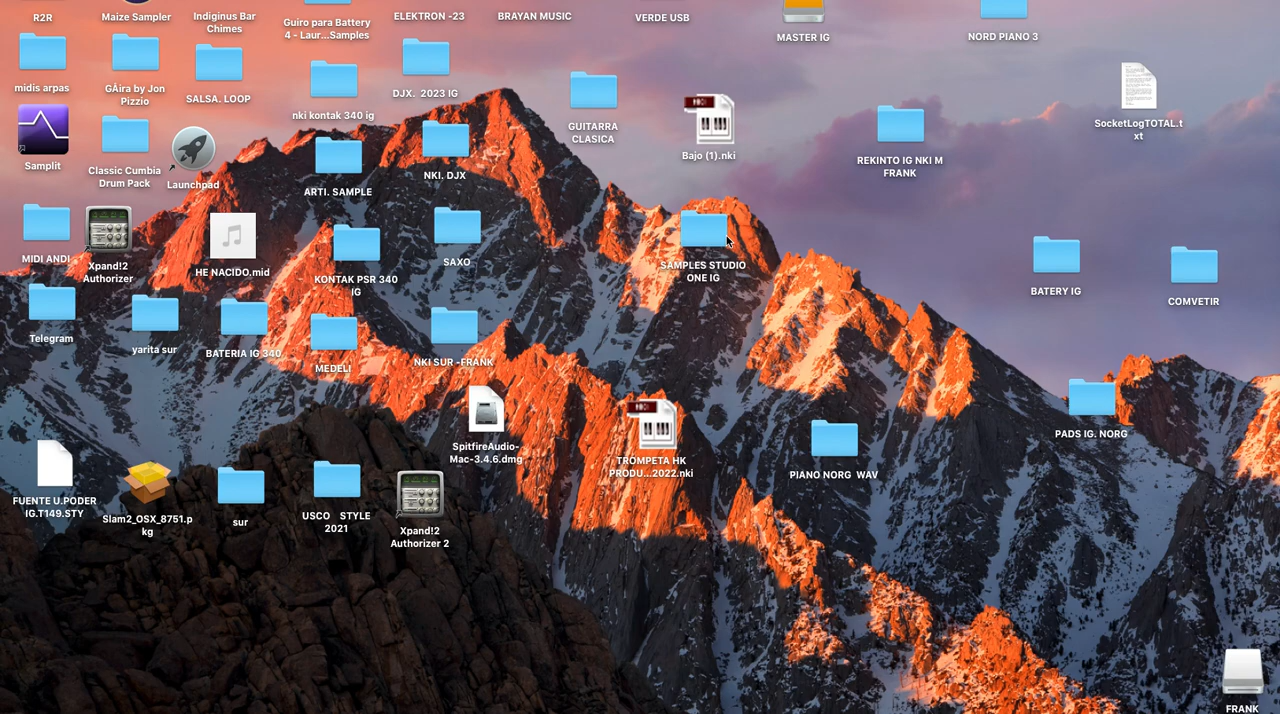 R2R
Maize Sampler
Indiginus Bar
Chimes
Guiro para Battery
4 - Laur...Samples
ELEKTRON -23
BRAYAN MUSIC
VERDE USB
MASTER IG
NORD PIANO 3
midis arpas
GAira by Jon
Pizzio
SALSA. LOOP
nki kontak 340 ig
DJX. 2023 IG
GUITARRA
CLASICA
Bajo (1).nki
REKINTO IG NKI M
FRANK
SocketLogTOTAL.t
xt
Samplit
Classic Cumbia
Drum Pack
Launchpad
ARTI. SAMPLE
NKI. DJX
MIDI ANDI
Xpand!2
Authorizer
HE NACIDO.mid
KONTAK PSR 340
IG
SAXO
SAMPLES STUDIO
ONE IG
BATERY IG
COMVETIR
Telegram
yarita sur
BATERIA IG 340.
MEDELI
NKI SUR -FRANK
SpitfireAudio-
Mac-3.4.6.dmg
TROMPETA HK
PRODU...2022.nki
PIANO NORG WAV
PADS IG. NORG
FUENTE U.PODER
IG.T149.STY
Slam2_OSX_8751.p
kg
sur
USCO STYLE
2021
Xpand!2
Authorizer 2
FRANK